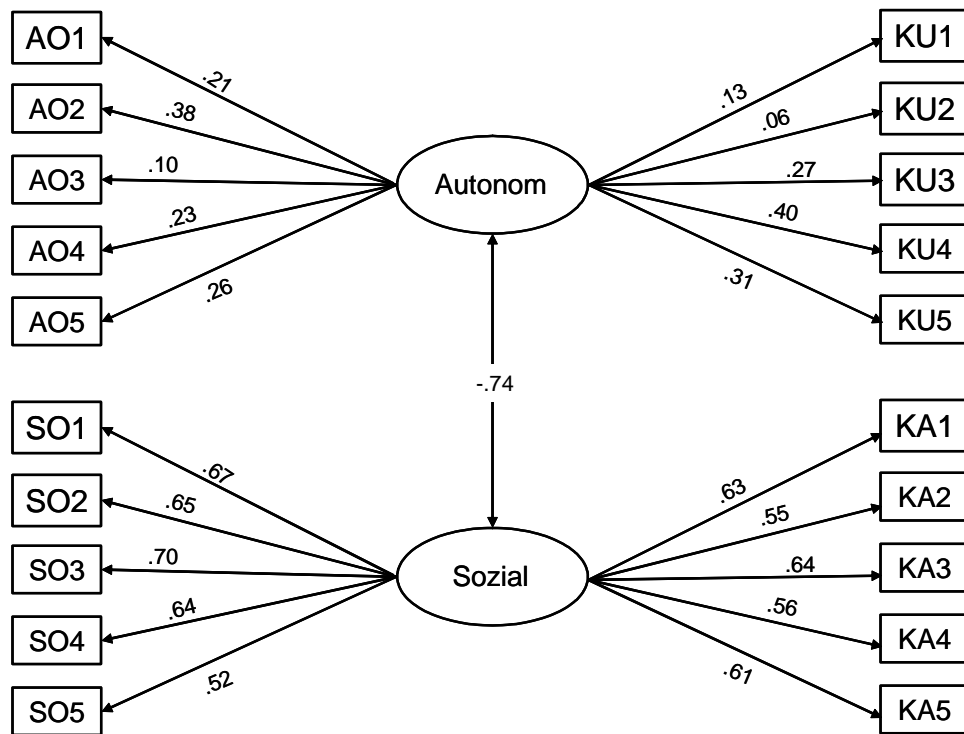 AO1
AO2
AO3
AO4
AO5
.21
.38
.10
.23
.26
Autonom
.13
.06
.27
.40
.31
KU1
KU2
KU3
KU4
KU5
-.74
SO1
SO2
SO3
SO4
SO5
.67
.65
.70
.64
.52
Sozial
.63
.55
.64
.56
.61
KA1
KA2
KA3
KA4
KA5